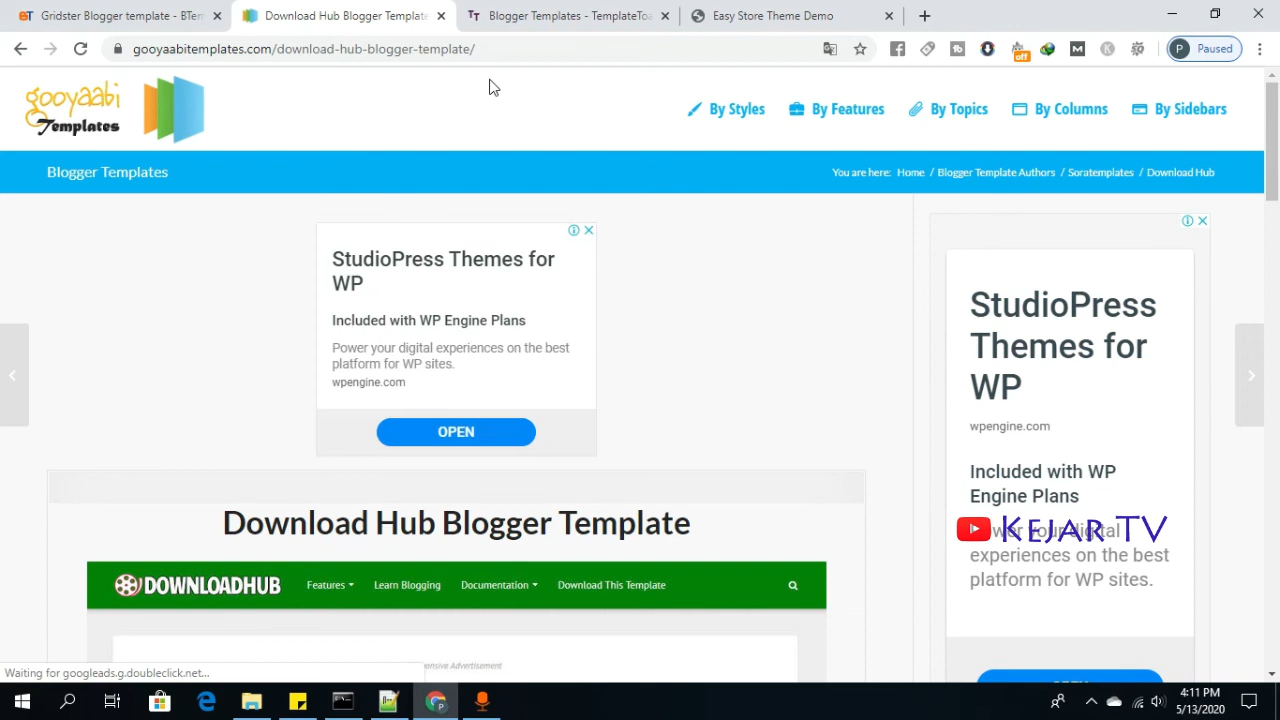 Gridster Blogger template - BTem
Download Hub Blogger Template
Blogger Templates - TemplateToa
Easy Store Theme Demo
gooyaabitemplates.com/download-hub-blogger-template/
off
P Paused
gooyaabi
Templates
By Styles
By Features
By Topics
By Columns
By Sidebars
Blogger Templates
You are here: Home / Blogger Template Authors / Soratemplates / Download Hub
StudioPress Themes for
WP
Included with WP Engine Plans
Power your digital experiences on the best
platform for WP sites.
wpengine.com
OPEN
StudioPress
Themes for
WP
wpengine.com
Included with WP
Engine Plans
Power your digital
experiences on the best
platform for WP sites.
KEJAR TV
Download Hub Blogger Template
DOWNLOADHUB
Features
Learn Blogging
Documentation
Download This Template
Advertisement
Waiting for googleads.g.doubleclick.net...
4:11 PM
5/13/2020